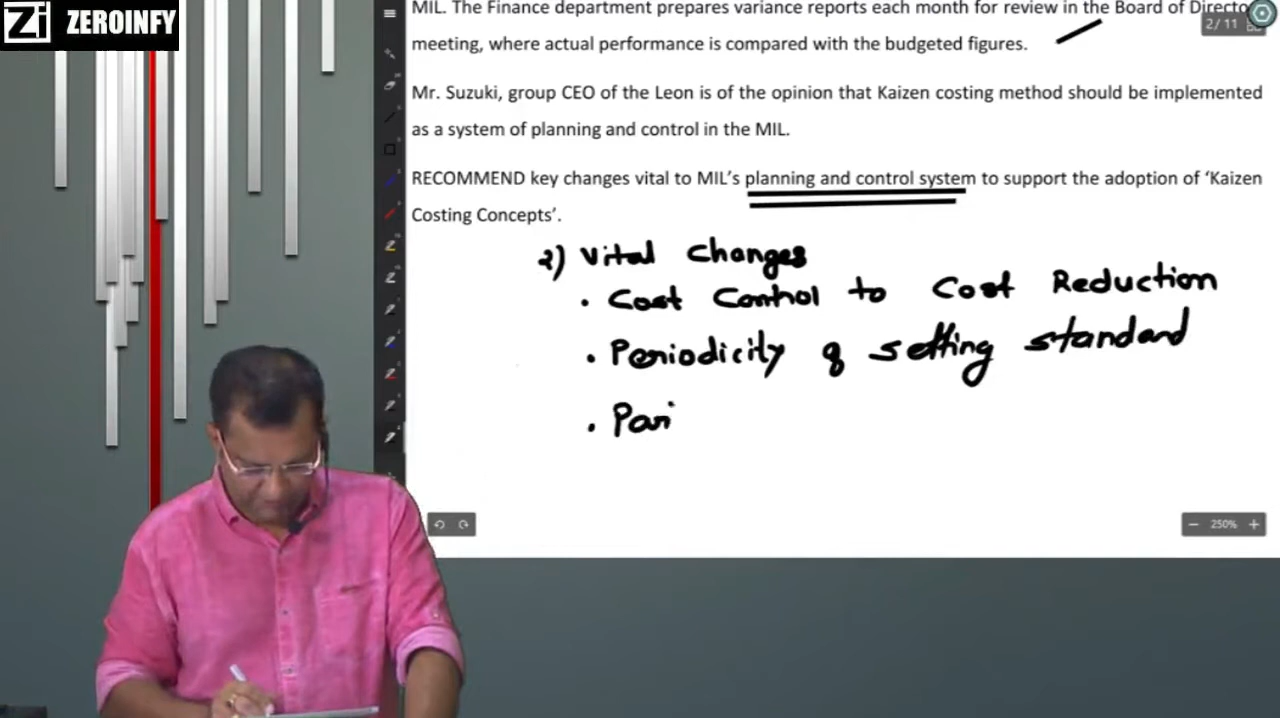 Zi ZEROINFY
MIL. The Finance department prepares variance reports each month for review in the Board of Directo
2/11
meeting, where actual performance is compared with the budgeted figures.
Mr. Suzuki, group CEO of the Leon is of the opinion that Kaizen costing method should be implemented
as a system of planning and control in the MIL.
RECOMMEND key changes vital to MIL’s planning and control system to support the adoption of ‘Kaizen
Costing Concepts’.
2) Vital Changes
• Cost Control to Cost Reduction
• Periodicity of setting standard
• Pari
250%